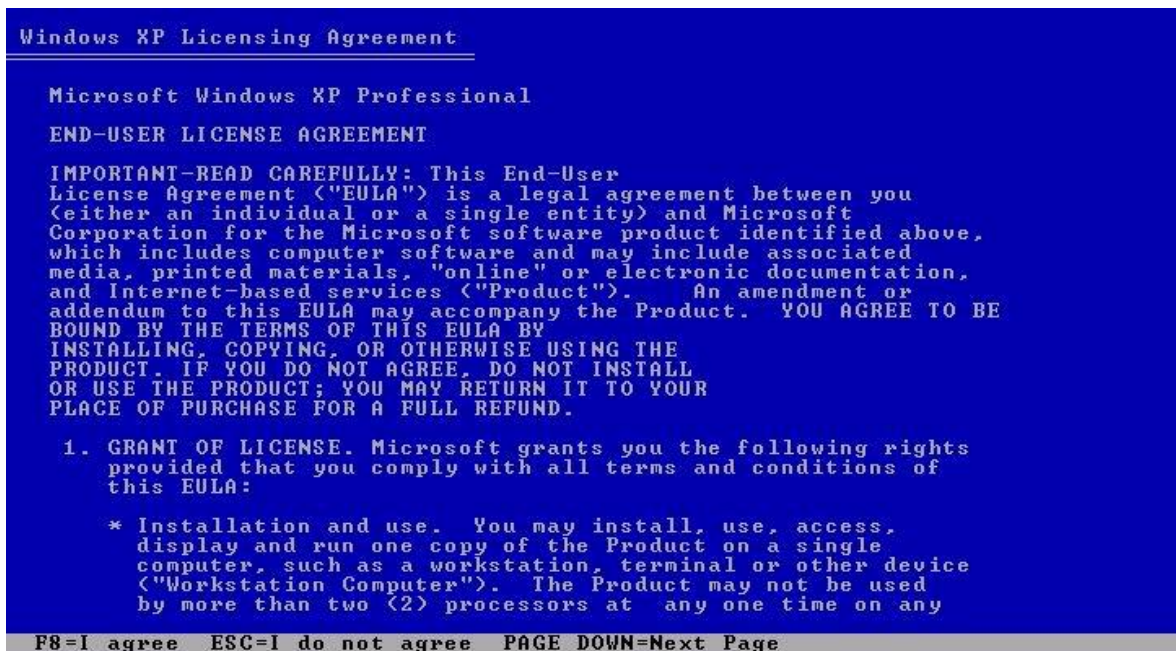 Windows XP Licensing Agreement
Microsoft Windows XP Professional
END-USER LICENSE AGREEMENT
IMPORTANT-READ CAREFULLY: This End-User
License Agreement ("EULA") is a legal agreement between you
(either an individual or a single entity) and Microsoft
Corporation for the Microsoft software product identified above,
which includes computer software and may include associated
media, printed materials, "online" or electronic documentation,
and Internet-based services ("Product").   An amendment or
addendum to this EULA may accompany the Product.  YOU AGREE TO BE
BOUND BY THE TERMS OF THIS EULA BY
INSTALLING, COPYING, OR OTHERWISE USING THE
PRODUCT. IF YOU DO NOT AGREE, DO NOT INSTALL
OR USE THE PRODUCT; YOU MAY RETURN IT TO YOUR
PLACE OF PURCHASE FOR A FULL REFUND.
1. GRANT OF LICENSE. Microsoft grants you the following rights
provided that you comply with all terms and conditions of
this EULA:
* Installation and use.  You may install, use, access,
display and run one copy of the Product on a single
computer, such as a workstation, terminal or other device
("Workstation Computer").  The Product may not be used
by more than two (2) processors at  any one time on any
F8=I agree  ESC=I do not agree  PAGE DOWN=Next Page